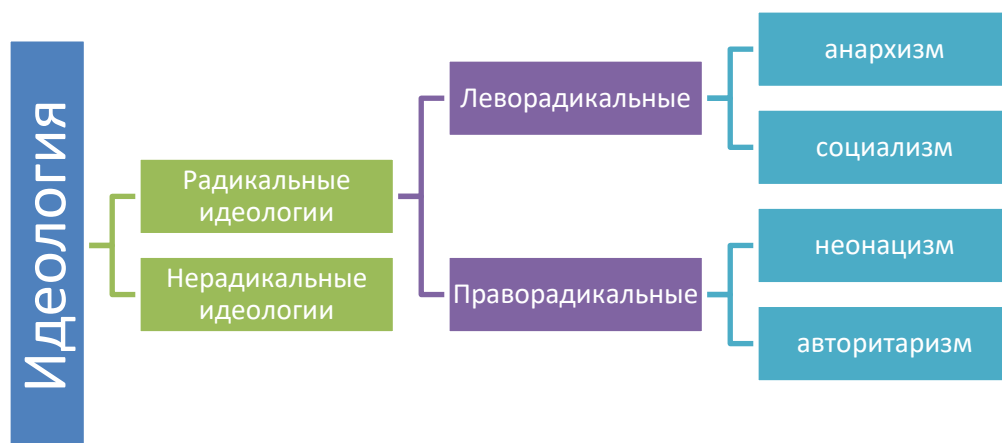 Идеология
Радикальные
идеологии
Нерадикальные
идеологии
Леворадикальные
Праворадикальные
анархизм
социализм
неонацизм
авторитаризм